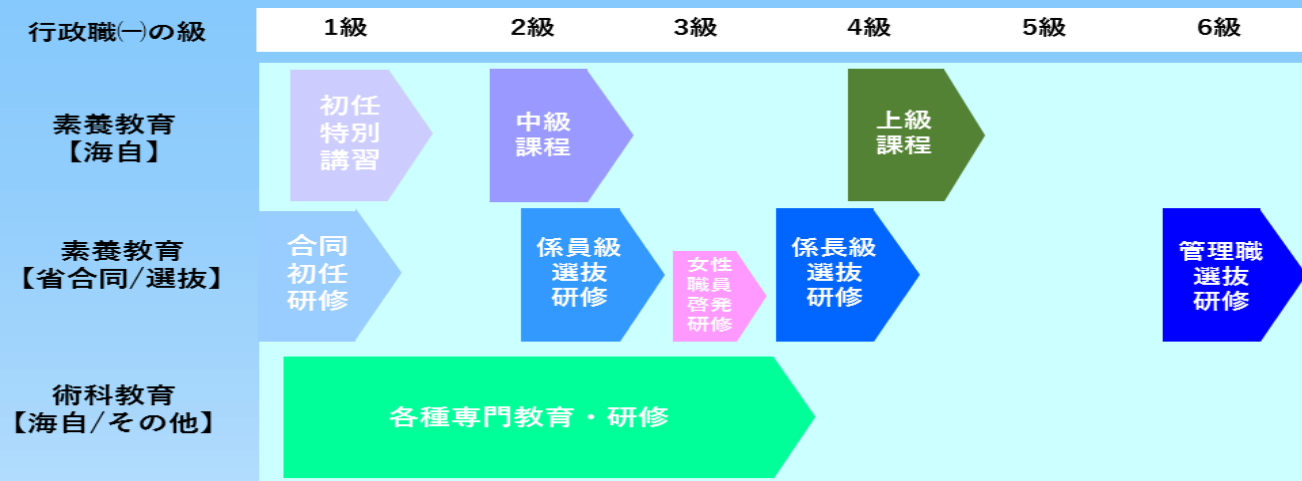 行政職㈠の級
1級 2級 3級 4級 5級 6級
素養教育
【海自】
初任
特別
講習
中級
課程
上級
課程
素養教育
【省合同/選抜】
合同
初任
研修
係員級
選抜
研修
女性
職員
啓発
研修
係長級
選抜
研修
管理職
選抜
研修
術科教育
【海自/その他】
各種専門教育・研修